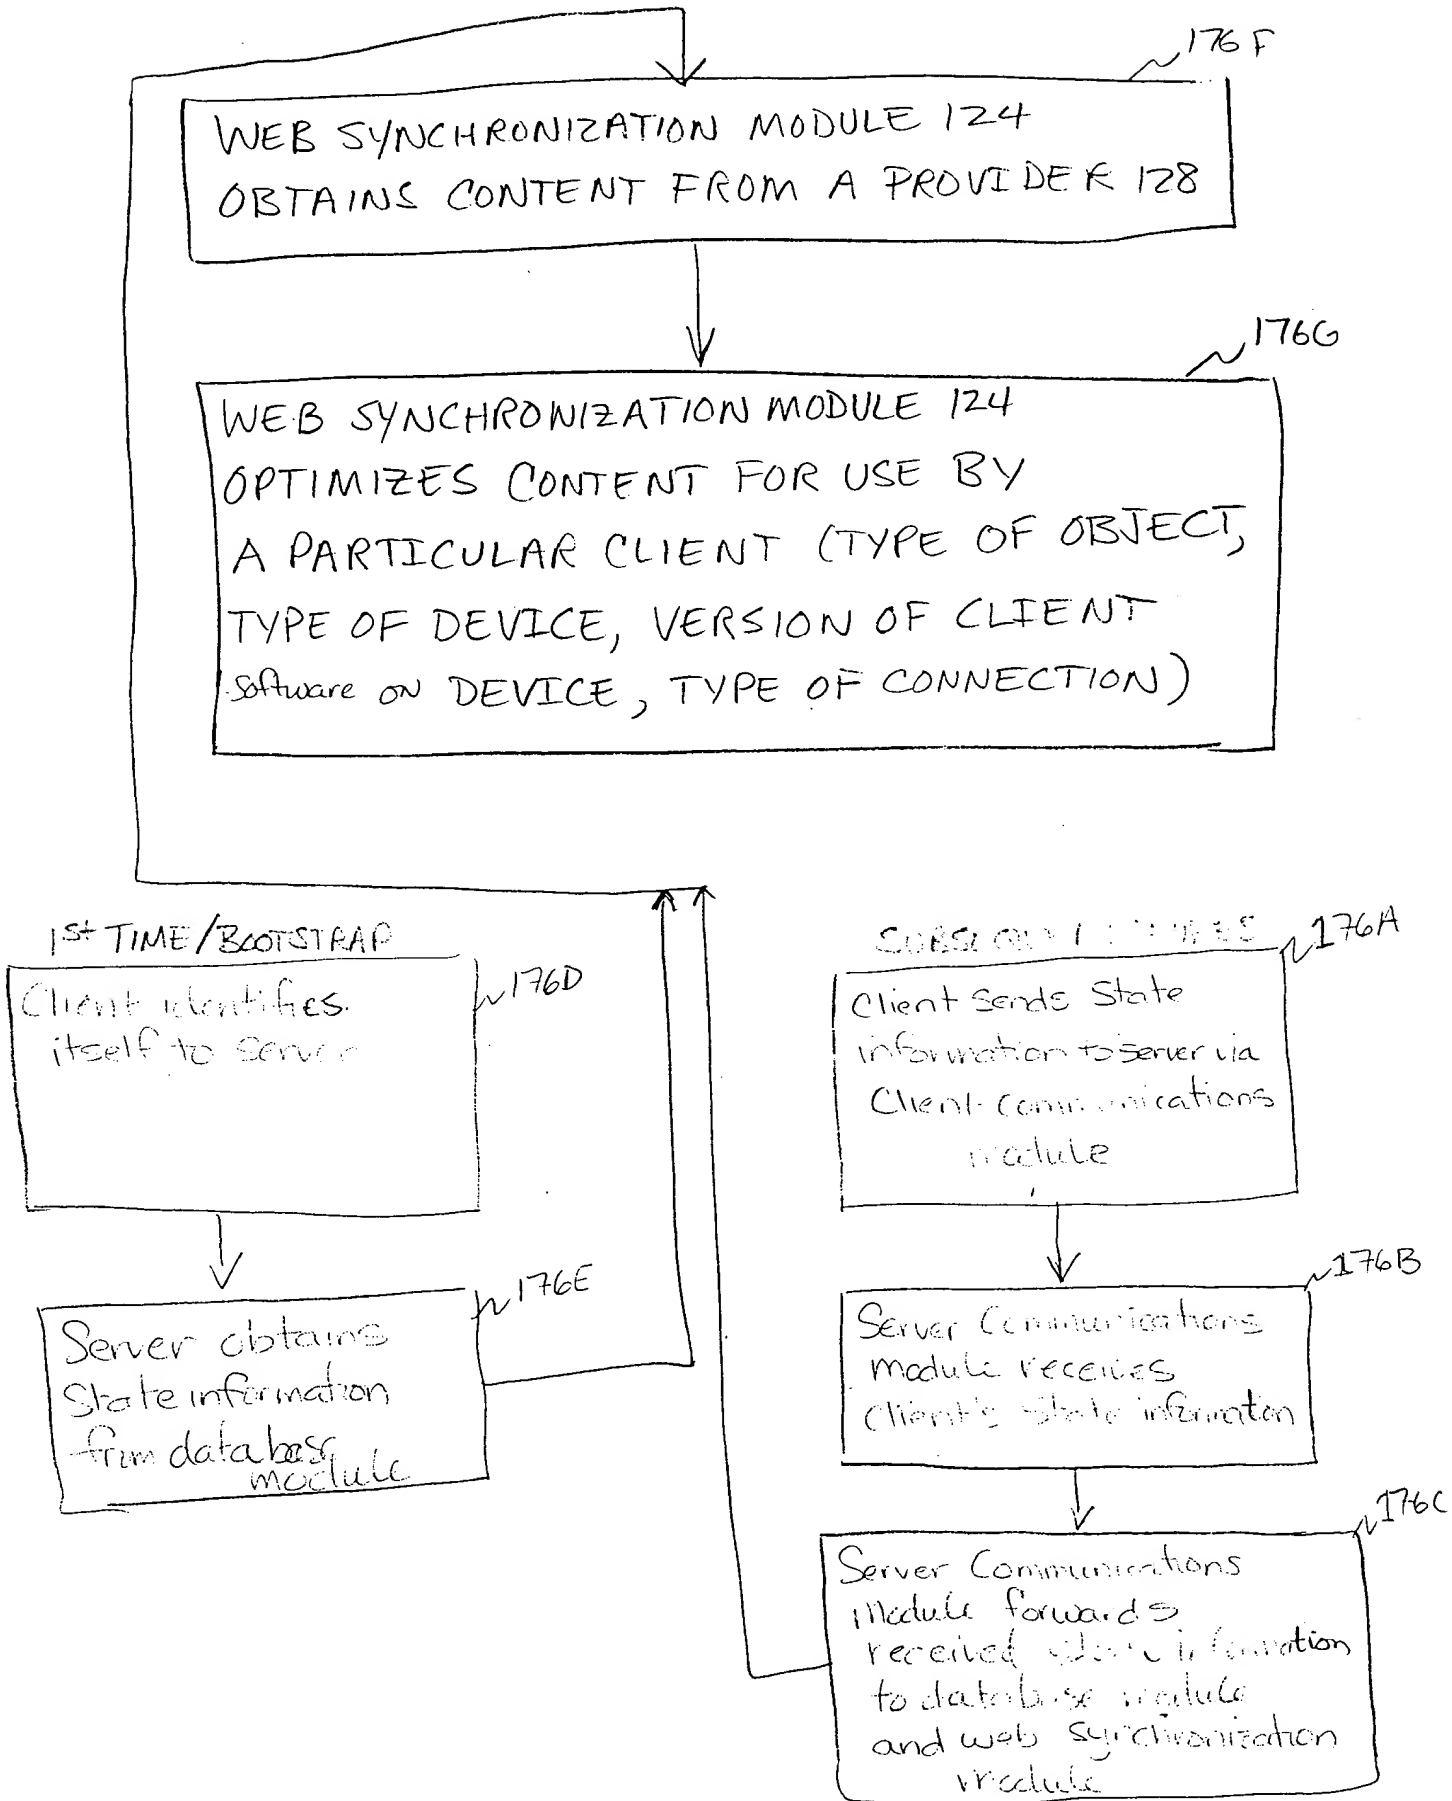 176F
WEB SYNCHRONIZATION MODULE 124
OBTAINS CONTENT FROM A PROVIDER 128
176G
WEB SYNCHRONIZATION MODULE 124
OPTIMIZES CONTENT FOR USE BY
A PARTICULAR CLIENT (TYPE OF OBJECT,
TYPE OF DEVICE, VERSION OF CLIENT
software ON DEVICE, TYPE OF CONNECTION)
1st TIME/BOOTSTRAP
176D
Client identifies
itself to server
176E
Server obtains
State information
from database
module
176A
Client Sends State
information to server via
Client communications
module
176B
Server Communications
module receives
Client's state information
176C
Server Communications
Module forwards
received information
to database module
and web synchronization
module